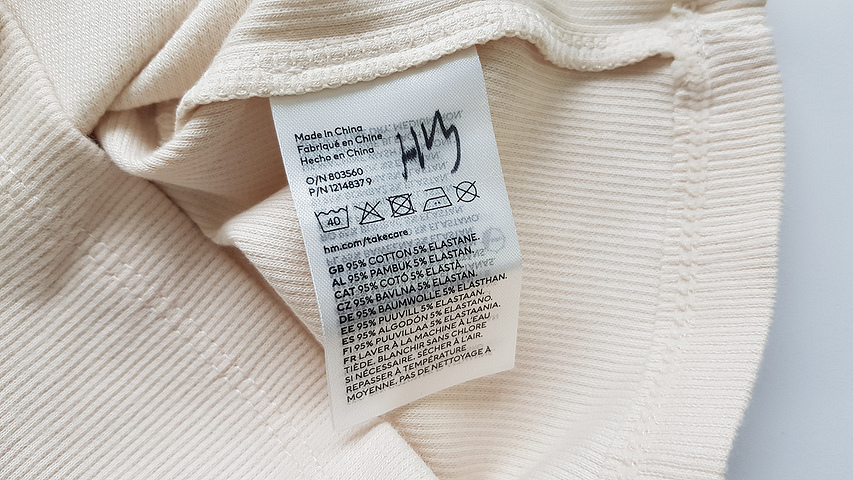 Made in China
Fabriqué en Chine
Hecho en China
HM
O/N 803560
P/N 1214837 9
40
hm.com/takecare
GB 95% COTTON 5% ELASTANE.
AL 95% PAMBUK 5% ELASTAN.
CAT 95% COTÓ 5% ELASTÀ.
CZ 95% BAVLNA 5% ELASTAN.
DE 95% BAUMWOLLE 5% ELASTHAN.
EE 95% PUUVILL 5% ELASTAAN.
ES 95% ALGODÓN 5% ELASTANO.
FI 95% PUUVILLAA 5% ELASTAANIA.
FR LAVER À LA MACHINE À L'EAU
TIÈDE, BLANCHIR SANS CHLORE
SI NÉCESSAIRE. SÉCHER À L'AIR.
REPASSER À TEMPÉRATURE
MOYENNE, PAS DE NETTOYAGE À